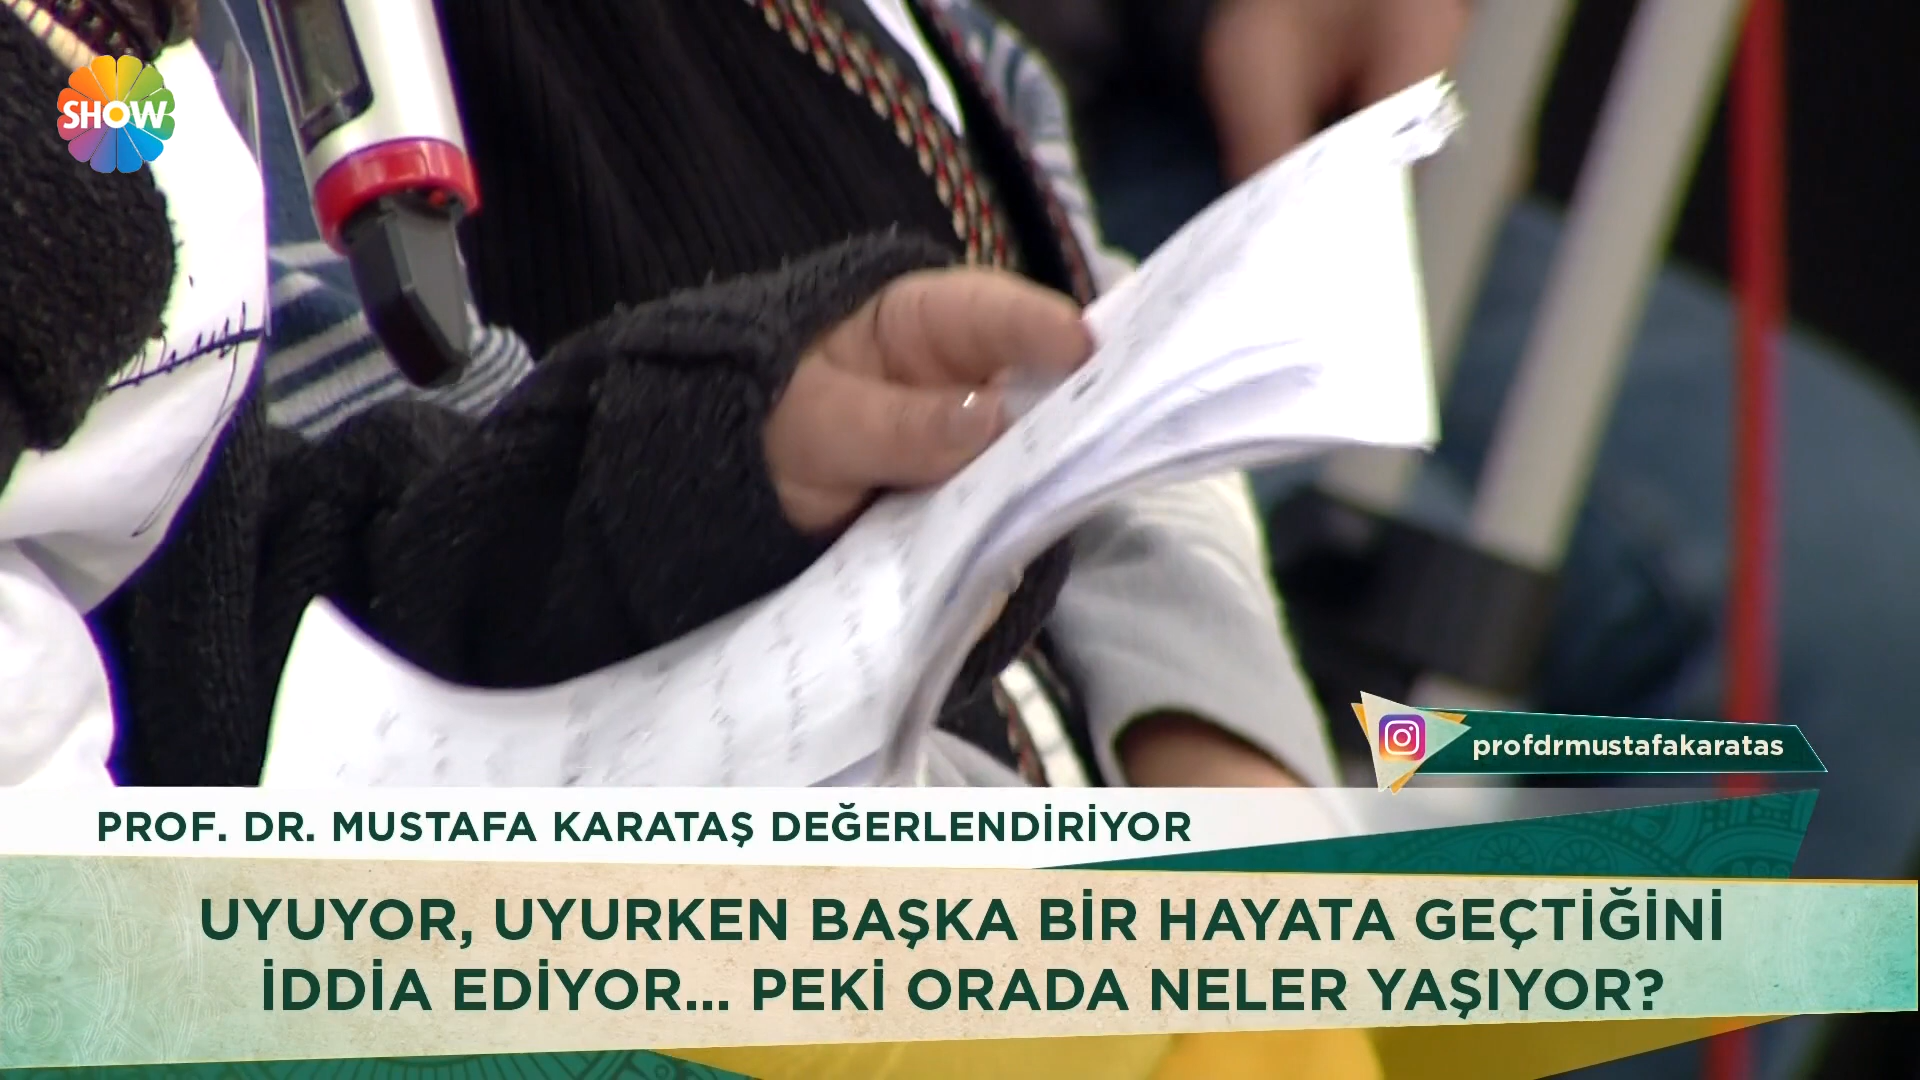 SHOW
profdrmustafakaratas
PROF. DR. MUSTAFA KARATAŞ DEĞERLENDİRİYOR
UYUYOR, UYURKEN BAŞKA BİR HAYATA GEÇTİĞİNİ
İDDİA EDİYOR... PEKİ ORADA NELER YAŞIYOR?